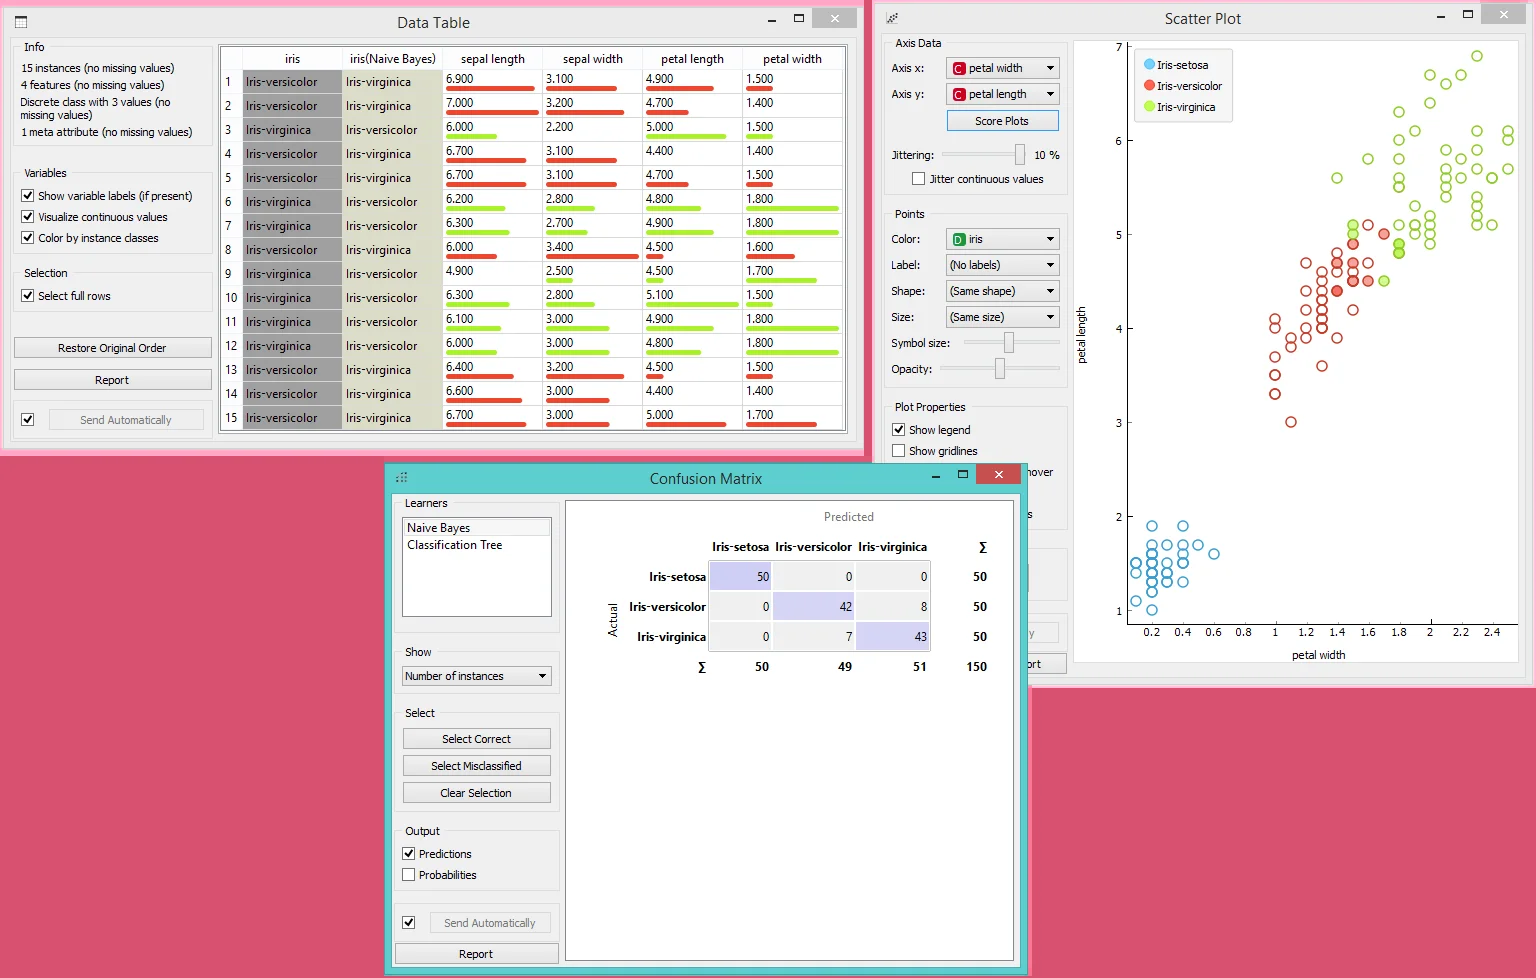 Data Table
Info
15 instances (no missing values)
4 features (no missing values)
Discrete class with 3 values (no
missing values)
1 meta attribute (no missing values)
Variables
Show variable labels (if present)
Visualize continuous values
Color by instance classes
Selection
Select full rows
Restore Original Order
Report
Send Automatically
iris iris(Naive Bayes) sepal length sepal width petal length petal width
1 Iris-versicolor Iris-virginica 6.900 3.100 4.900 1.500
2 Iris-versicolor Iris-virginica 7.000 3.200 4.700 1.400
3 Iris-virginica Iris-versicolor 6.000 2.200 5.000 1.500
4 Iris-versicolor Iris-virginica 6.700 3.100 4.400 1.400
5 Iris-versicolor Iris-virginica 6.700 3.100 4.700 1.500
6 Iris-virginica Iris-versicolor 6.200 2.800 4.800 1.800
7 Iris-virginica Iris-versicolor 6.300 2.700 4.900 1.800
8 Iris-versicolor Iris-virginica 6.000 3.400 4.500 1.600
9 Iris-virginica Iris-versicolor 4.900 2.500 4.500 1.700
10 Iris-virginica Iris-versicolor 6.300 2.800 5.100 1.500
11 Iris-virginica Iris-versicolor 6.100 3.000 4.900 1.800
12 Iris-virginica Iris-versicolor 6.000 3.000 4.800 1.800
13 Iris-versicolor Iris-virginica 6.400 3.200 4.500 1.500
14 Iris-versicolor Iris-virginica 6.600 3.000 4.400 1.400
15 Iris-versicolor Iris-virginica 6.700 3.000 5.000 1.700
Scatter Plot
Axis Data
Axis x: C petal width
Axis y: C petal length
Score Plots
Jittering: 10 %
Jitter continuous values
Points
Color: D iris
Label: (No labels)
Shape: (Same shape)
Size: (Same size)
Symbol size:
Opacity:
Plot Properties
Show legend
Show gridlines
over
s
y
ort
Iris-setosa
Iris-versicolor
Iris-virginica
7
6
5
4
3
2
1
petal length
0.2 0.4 0.6 0.8 1 1.2 1.4 1.6 1.8 2 2.2 2.4
petal width
Confusion Matrix
Learners
Naive Bayes
Classification Tree
Show
Number of instances
Select
Select Correct
Select Misclassified
Clear Selection
Output
Predictions
Probabilities
Send Automatically
Report
Predicted
Iris-setosa Iris-versicolor Iris-virginica Σ
Actual
Iris-setosa 50 0 0 50
Iris-versicolor 0 42 8 50
Iris-virginica 0 7 43 50
Σ 50 49 51 150